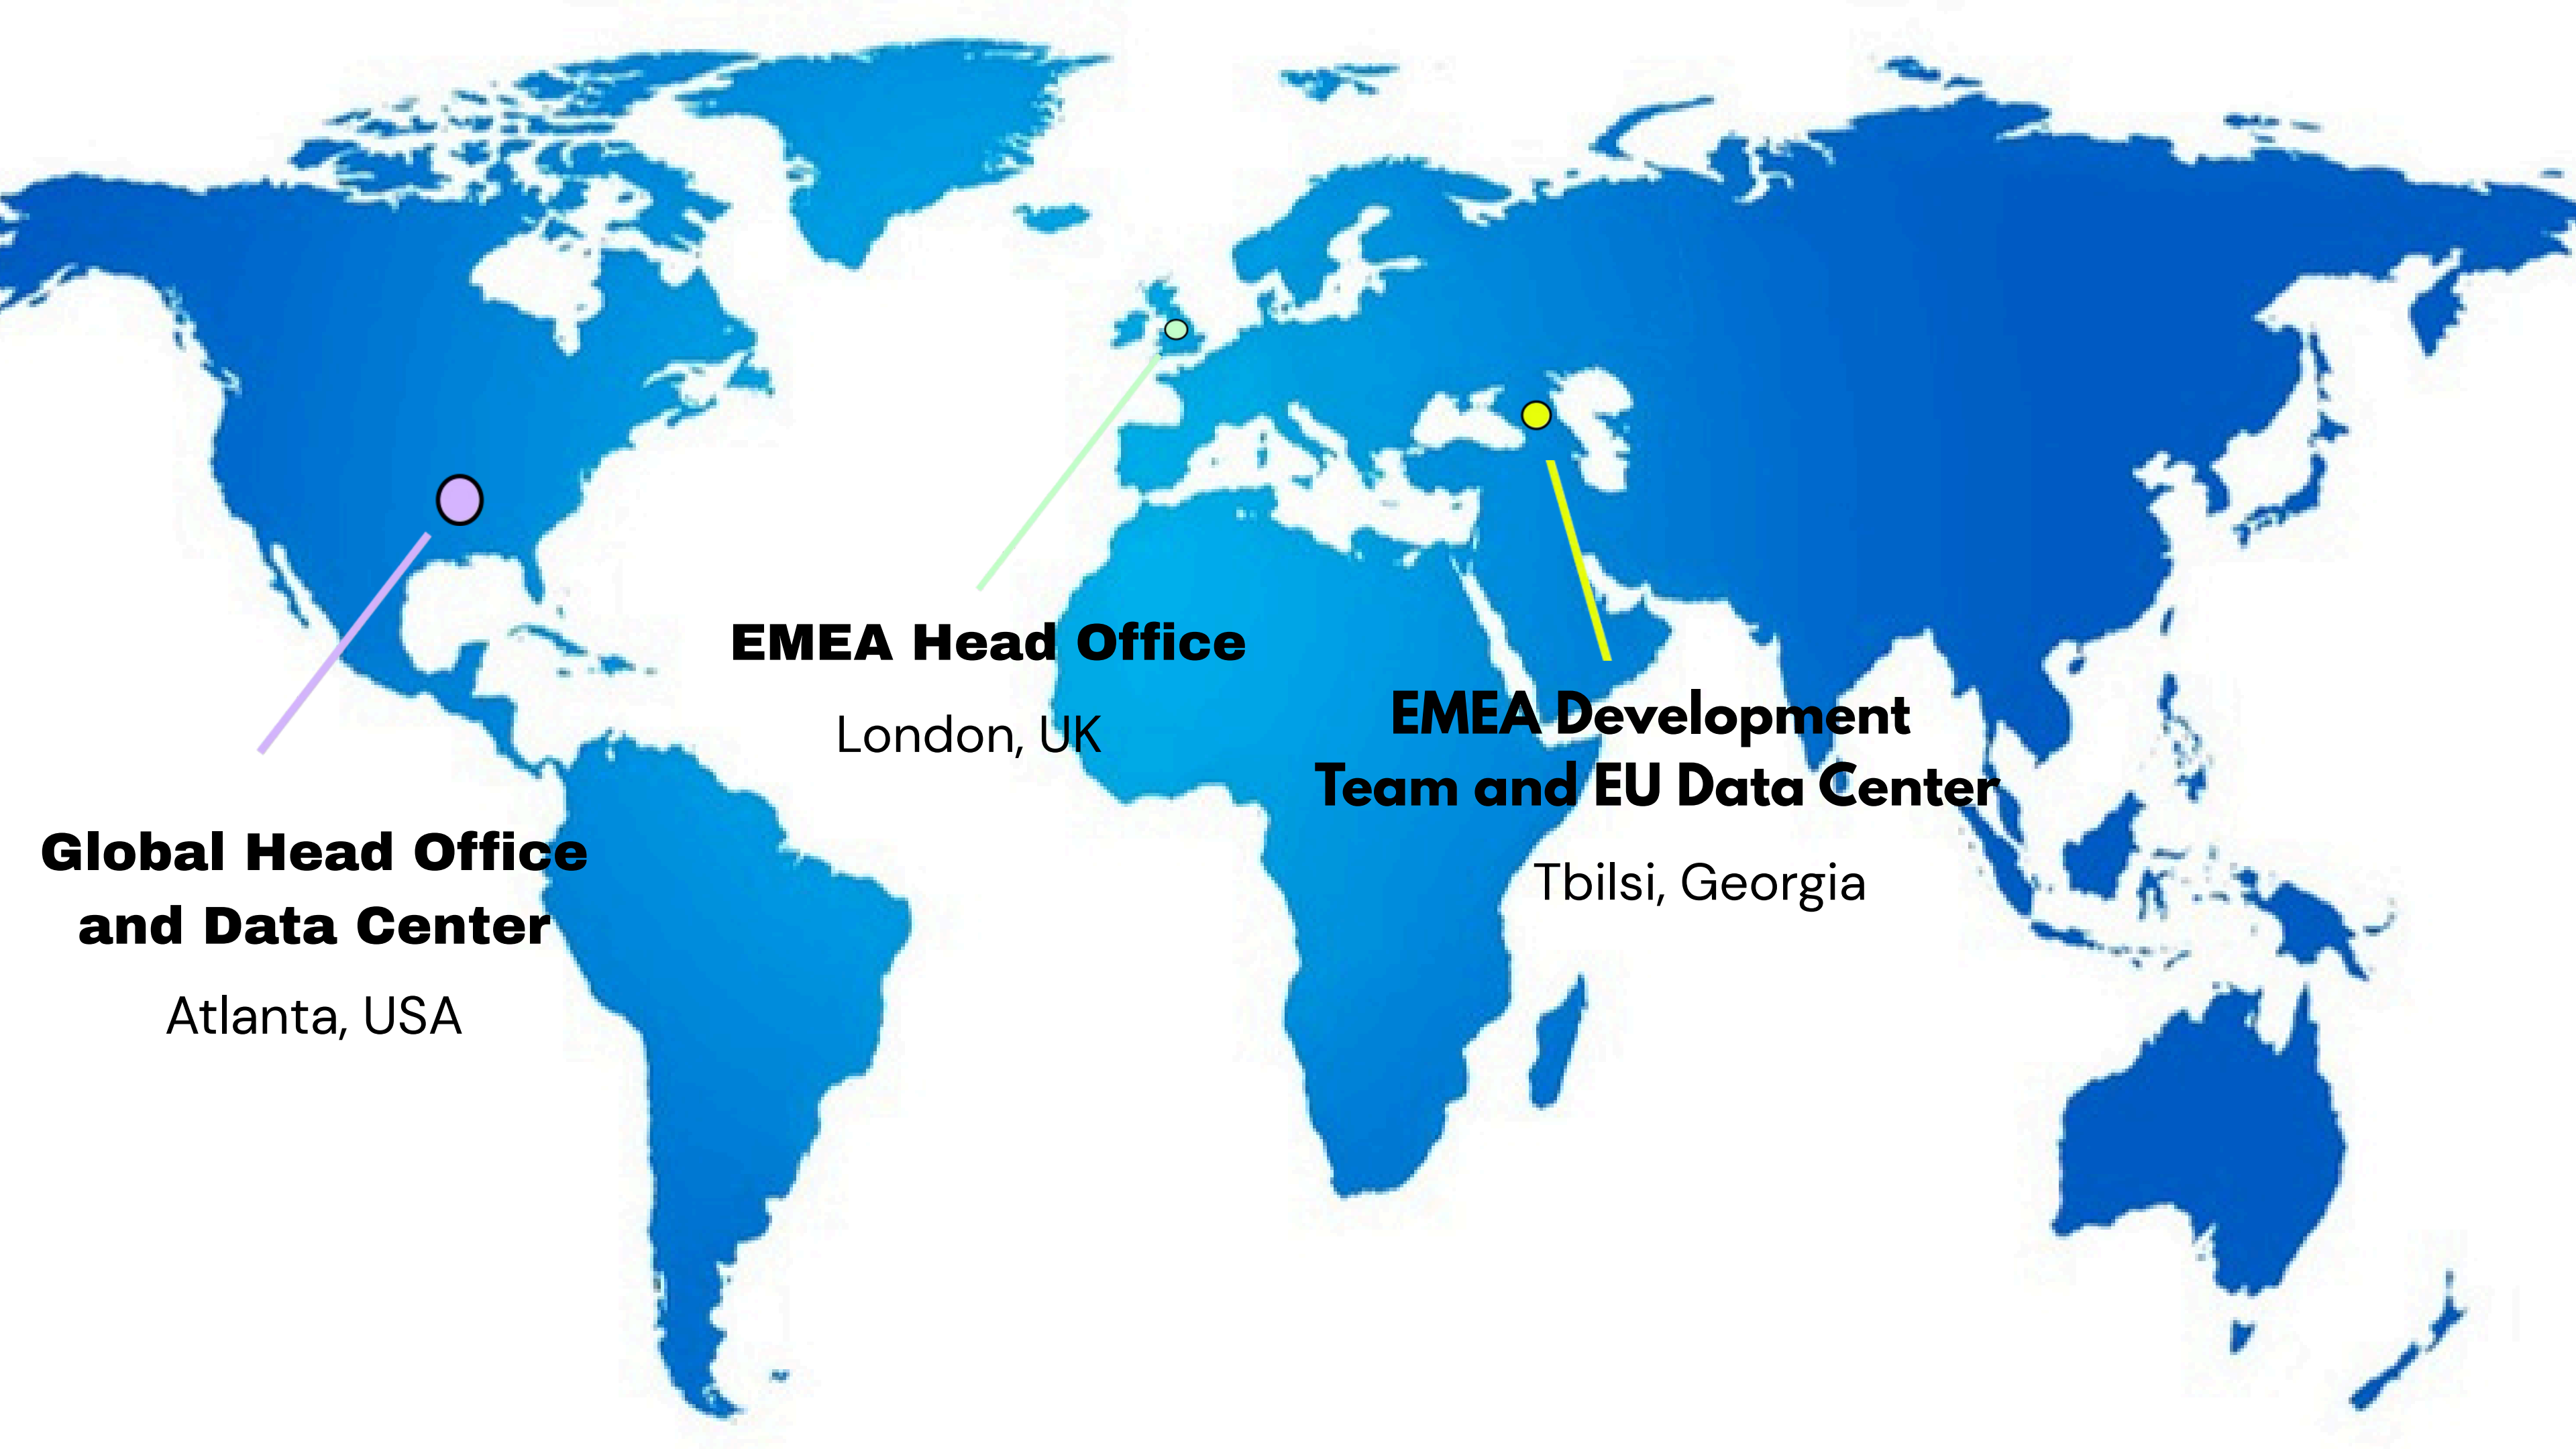 EMEA Head Office
London, UK
EMEA Development
Team and EU Data Center
Tbilsi, Georgia
Global Head Office
and Data Center
Atlanta, USA